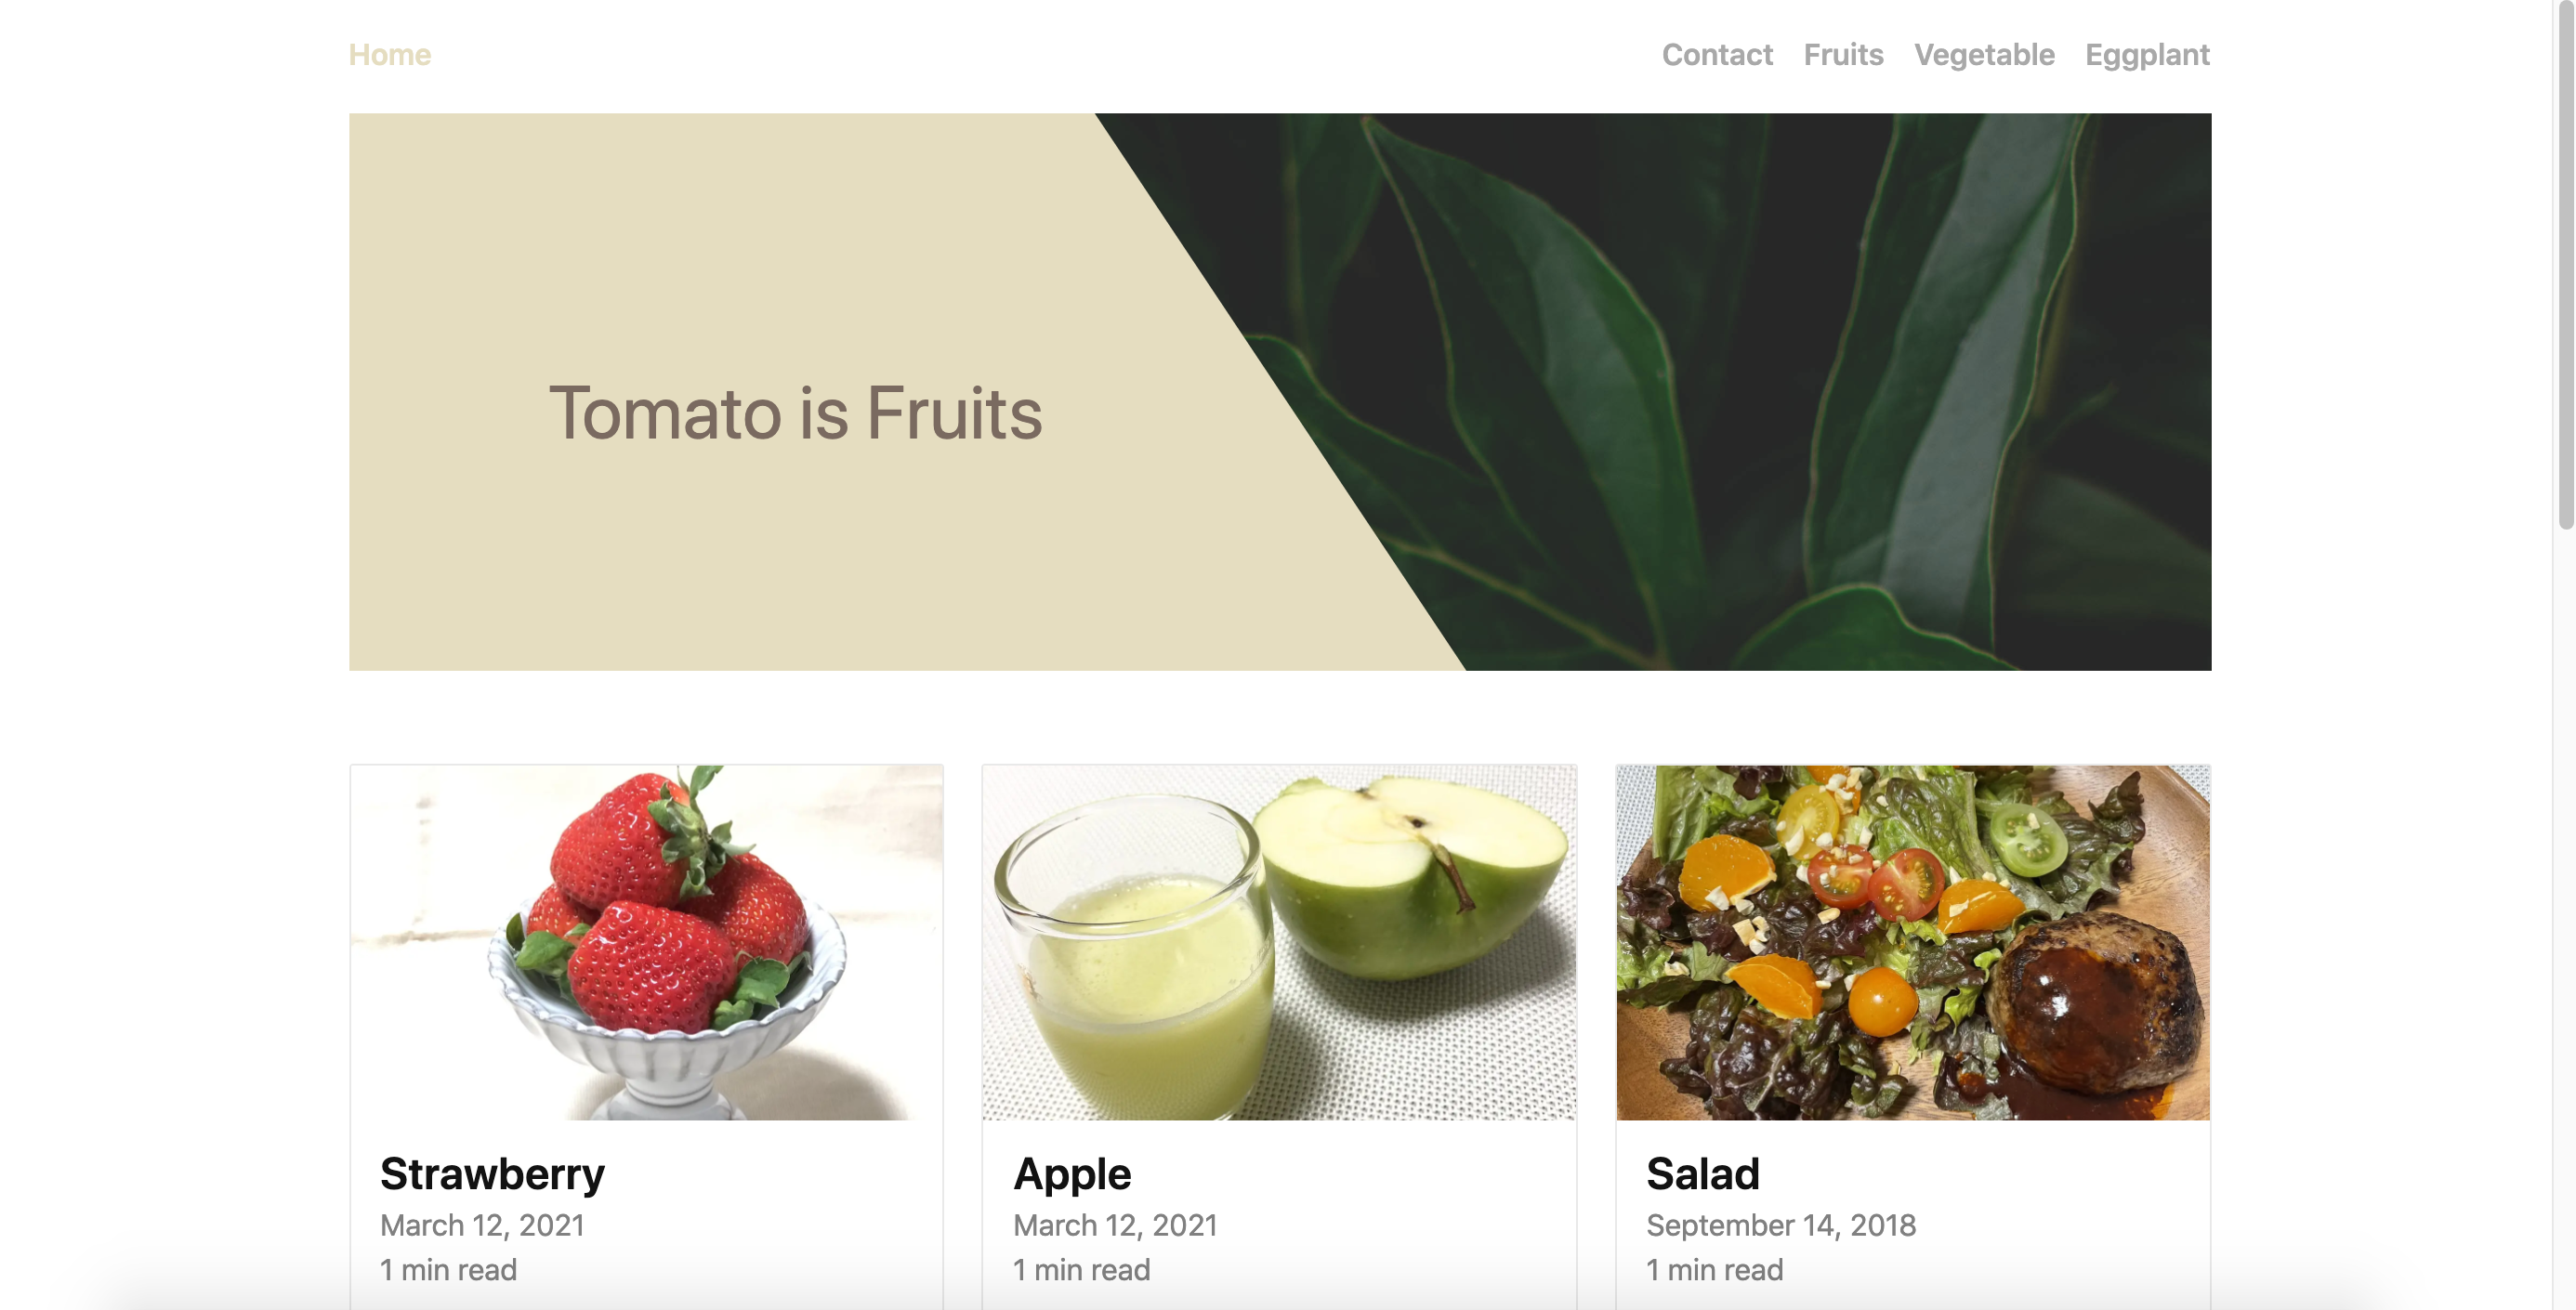 Home Contact Fruits Vegetable Eggplant
Tomato is Fruits
Strawberry
March 12, 2021
1 min read
Apple
March 12, 2021
1 min read
Salad
September 14, 2018
1 min read